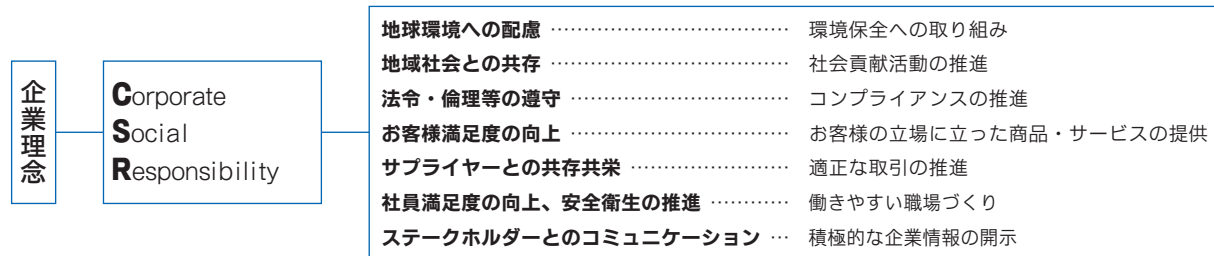 企業理念
Corporate
Social
Responsibility
地球環境への配慮 ………………………………… 環境保全への取り組み
地域社会との共存 ………………………………… 社会貢献活動の推進
法令・倫理等の遵守 ……………………………… コンプライアンスの推進
お客様満足度の向上 ……………………………… お客様の立場に立った商品・サービスの提供
サプライヤーとの共存共栄 ……………………… 適正な取引の推進
社員満足度の向上、安全衛生の推進 ………… 働きやすい職場づくり
ステークホルダーとのコミュニケーション … 積極的な企業情報の開示